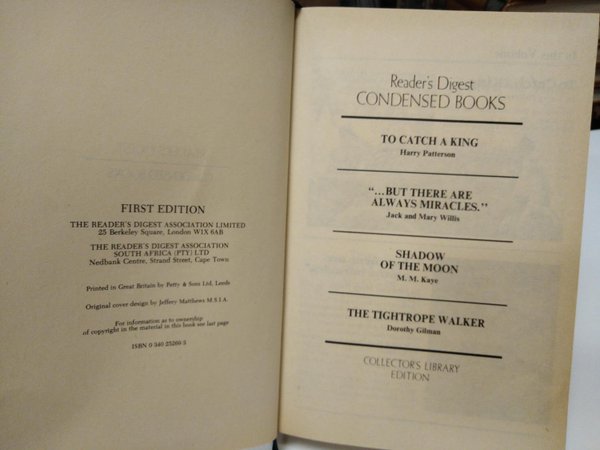 FIRST EDITION
THE READER'S DIGEST ASSOCIATION LIMITED
25 Berkeley Square, London W1X 6AB
THE READER'S DIGEST ASSOCIATION
SOUTH AFRICA (PTY) LTD
Nedbank Centre, Strand Street, Cape Town
Printed in Great Britain by Petty & Sons Ltd, Leeds
Original cover design by Jeffery Matthews M.S.I.A.
For information as to ownership
of copyright in the material in this book see last page
ISBN 0 340 25260 5
Reader's Digest
CONDENSED BOOKS
TO CATCH A KING
Harry Patterson
"...BUT THERE ARE
ALWAYS MIRACLES."
Jack and Mary Willis
SHADOW
OF THE MOON
M. M. Kaye
THE TIGHTROPE WALKER
Dorothy Gilman
COLLECTOR'S LIBRARY
EDITION